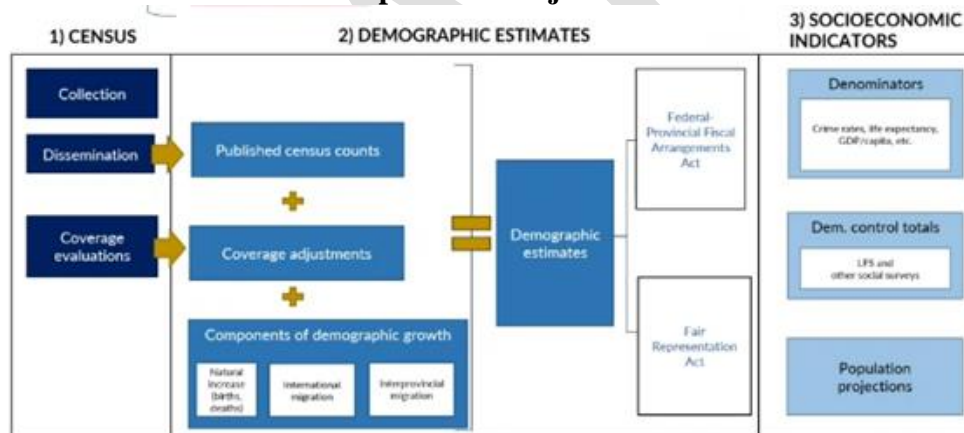 1) CENSUS
2) DEMOGRAPHIC ESTIMATES
3) SOCIOECONOMIC
INDICATORS
Collection
Dissemination
Coverage
evaluations
Published census counts
Coverage adjustments
Components of demographic growth
Natural
increase
(births,
deaths)
International
migration
Interprovincial
migration
Demographic
estimates
Federal-
Provincial Fiscal
Arrangements
Act
Fair
Representation
Act
Denominators
Crime rates, life expectancy,
GDP/capita, etc.
Dem. control totals
LFS and
other social surveys
Population
projections